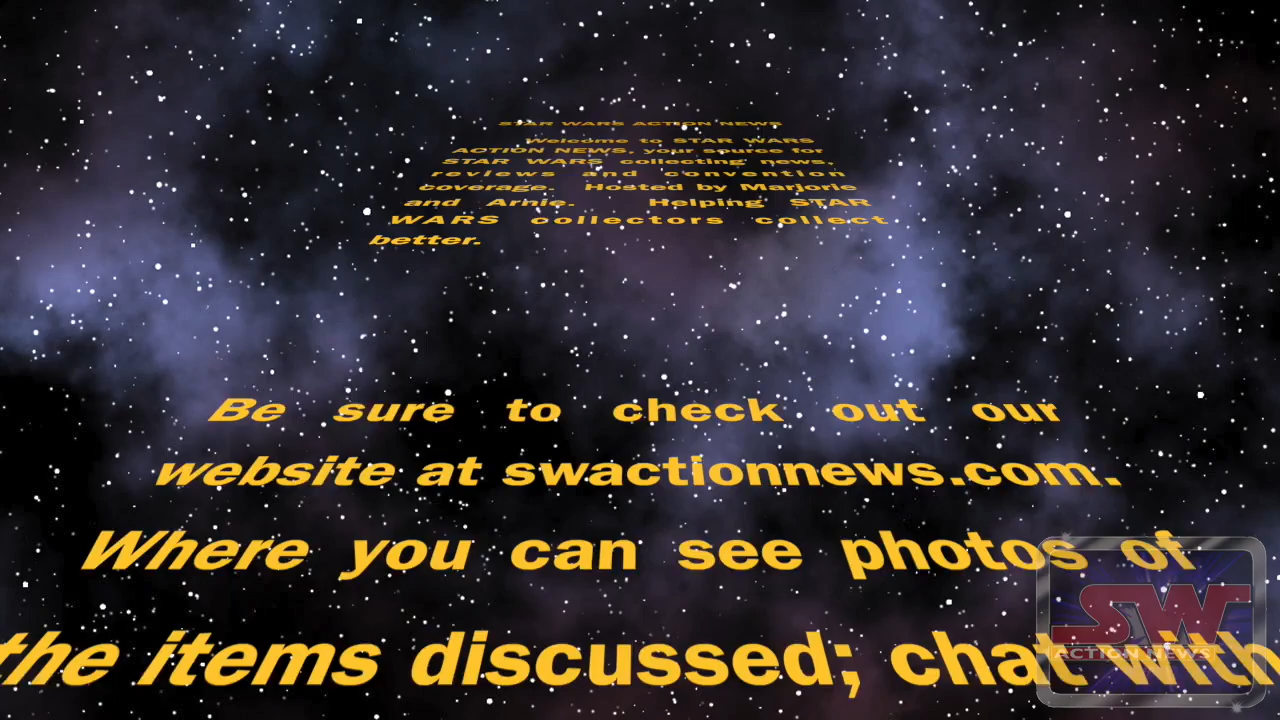 STAR WARS ACTION NEWS
Welcome to STAR WARS
ACTION NEWS, your source for
STAR WARS collecting news,
reviews and convention
coverage. Hosted by Marjorie
and Arnie. Helping STAR
WARS collectors collect
better.
Be sure to check out our
website at swactionnews.com.
Where you can see photos of
the items discussed; chat with
SW
ACTION NEWS